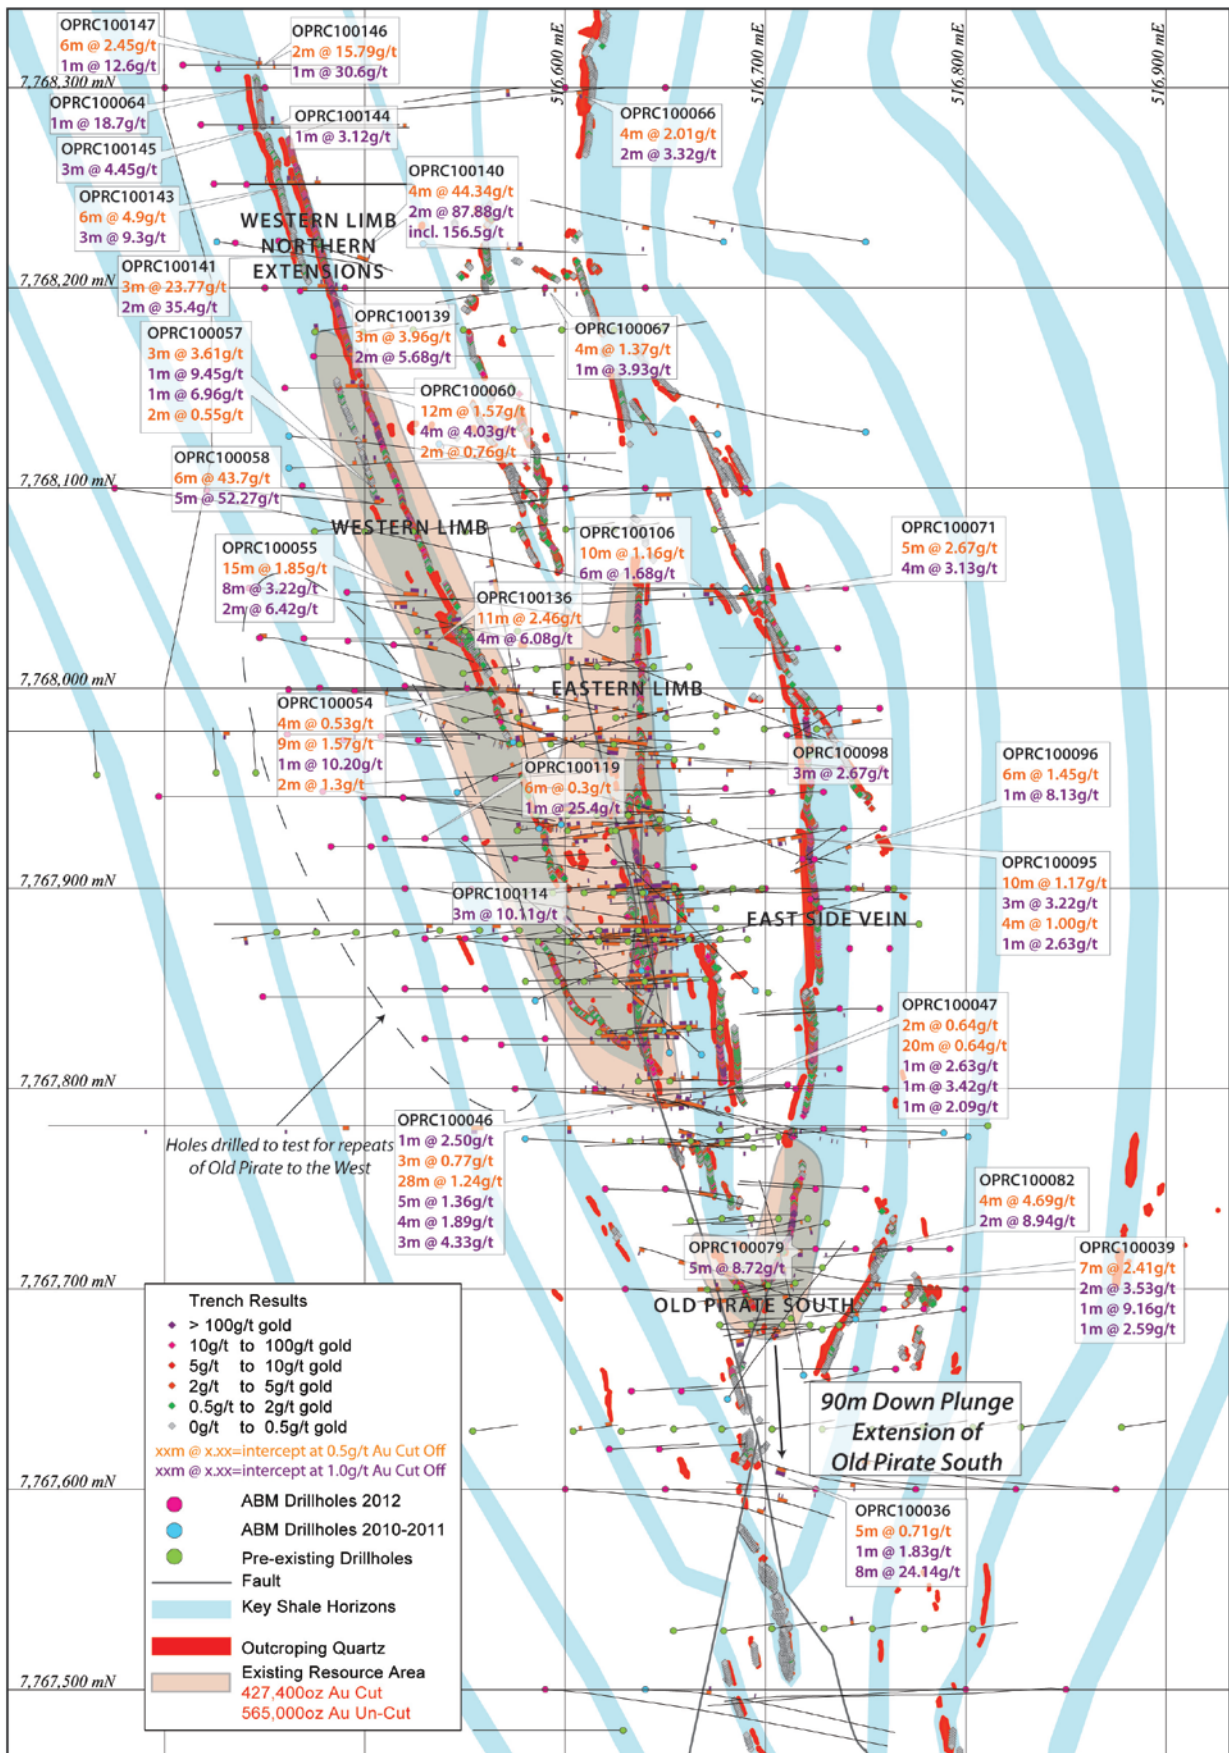 516,600 mE
516,700 mE
516,800 mE
516,900 mE
OPRC100147
6m @ 2.45g/t
1m @ 12.6g/t
OPRC100146
2m @ 15.79g/t
1m @ 30.6g/t
7,768,300 mN
OPRC100064
1m @ 18.7g/t
OPRC100144
1m @ 3.12g/t
OPRC100066
4m @ 2.01g/t
2m @ 3.32g/t
OPRC100145
3m @ 4.45g/t
OPRC100140
4m @ 44.34g/t
2m @ 87.88g/t
incl. 156.5g/t
OPRC100143
6m @ 4.9g/t
3m @ 9.3g/t
WESTERN LIMB
NORTHERN
EXTENSIONS
OPRC100141
3m @ 23.77g/t
2m @ 35.4g/t
7,768,200 mN
OPRC100139
3m @ 3.96g/t
2m @ 5.68g/t
OPRC100067
4m @ 1.37g/t
1m @ 3.93g/t
OPRC100057
3m @ 3.61g/t
1m @ 9.45g/t
1m @ 6.96g/t
2m @ 0.55g/t
OPRC100060
12m @ 1.57g/t
4m @ 4.03g/t
2m @ 0.76g/t
OPRC100058
6m @ 43.7g/t
5m @ 52.27g/t
7,768,100 mN
WESTERN LIMB
OPRC100106
10m @ 1.16g/t
6m @ 1.68g/t
OPRC100071
5m @ 2.67g/t
4m @ 3.13g/t
OPRC100055
15m @ 1.85g/t
8m @ 3.22g/t
2m @ 6.42g/t
OPRC100136
11m @ 2.46g/t
4m @ 6.08g/t
7,768,000 mN
EASTERN LIMB
OPRC100054
4m @ 0.53g/t
9m @ 1.57g/t
1m @ 10.20g/t
2m @ 1.3g/t
OPRC100098
3m @ 2.67g/t
OPRC100096
6m @ 1.45g/t
1m @ 8.13g/t
OPRC100119
6m @ 0.3g/t
1m @ 25.4g/t
OPRC100095
10m @ 1.17g/t
3m @ 3.22g/t
4m @ 1.00g/t
1m @ 2.63g/t
7,767,900 mN
OPRC100114
3m @ 10.11g/t
EAST SIDE VEIN
OPRC100047
2m @ 0.64g/t
20m @ 0.64g/t
1m @ 2.63g/t
1m @ 3.42g/t
1m @ 2.09g/t
7,767,800 mN
Holes drilled to test for repeats
of Old Pirate to the West
OPRC100046
1m @ 2.50g/t
3m @ 0.77g/t
28m @ 1.24g/t
5m @ 1.36g/t
4m @ 1.89g/t
3m @ 4.33g/t
OPRC100082
4m @ 4.69g/t
2m @ 8.94g/t
OPRC100079
5m @ 8.72g/t
OPRC100039
7m @ 2.41g/t
2m @ 3.53g/t
1m @ 9.16g/t
1m @ 2.59g/t
7,767,700 mN
OLD PIRATE SOUTH
90m Down Plunge
Extension of
Old Pirate South
7,767,600 mN
OPRC100036
5m @ 0.71g/t
1m @ 1.83g/t
8m @ 24.14g/t
7,767,500 mN
Trench Results
> 100g/t gold
10g/t to 100g/t gold
5g/t to 10g/t gold
2g/t to 5g/t gold
0.5g/t to 2g/t gold
0g/t to 0.5g/t gold
xxm @ x.xx=intercept at 0.5g/t Au Cut Off
xxm @ x.xx=intercept at 1.0g/t Au Cut Off
ABM Drillholes 2012
ABM Drillholes 2010-2011
Pre-existing Drillholes
Fault
Key Shale Horizons
Outcroping Quartz
Existing Resource Area
427,400oz Au Cut
565,000oz Au Un-Cut